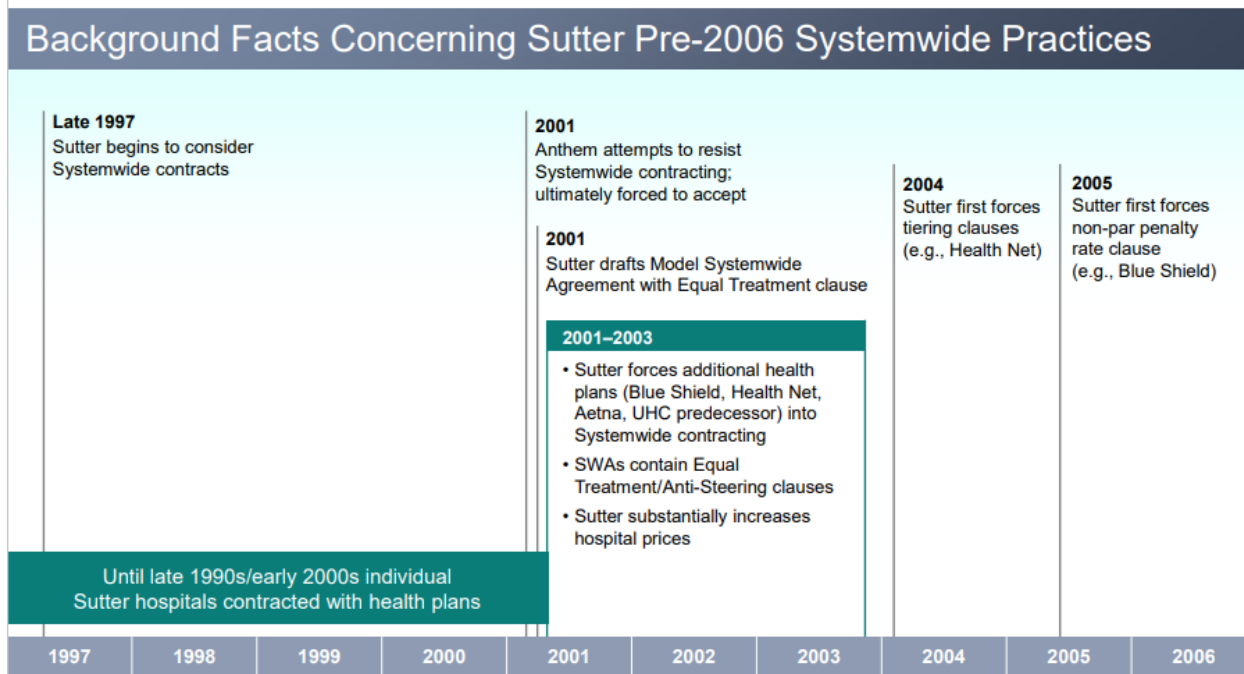 Background Facts Concerning Sutter Pre-2006 Systemwide Practices
Late 1997
Sutter begins to consider
Systemwide contracts
2001
Anthem attempts to resist
Systemwide contracting;
ultimately forced to accept
2001
Sutter drafts Model Systemwide
Agreement with Equal Treatment clause
2001–2003
• Sutter forces additional health
plans (Blue Shield, Health Net,
Aetna, UHC predecessor) into
Systemwide contracting
• SWAs contain Equal
Treatment/Anti-Steering clauses
• Sutter substantially increases
hospital prices
2004
Sutter first forces
tiering clauses
(e.g., Health Net)
2005
Sutter first forces
non-par penalty
rate clause
(e.g., Blue Shield)
Until late 1990s/early 2000s individual
Sutter hospitals contracted with health plans
1997 1998 1999 2000 2001 2002 2003 2004 2005 2006